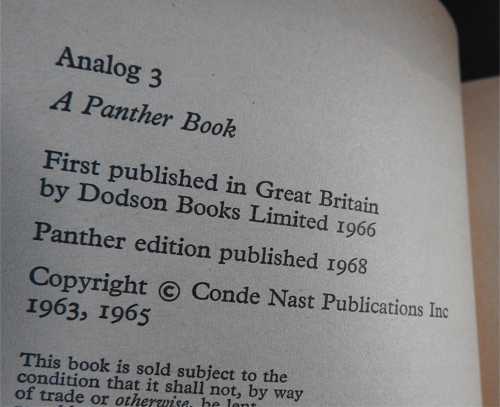 Analog 3
A Panther Book
First published in Great Britain
by Dodson Books Limited 1966
Panther edition published 1968
Copyright © Conde Nast Publications Inc
1963, 1965
This book is sold subject to the
condition that it shall not, by way
of trade or otherwise, be lent